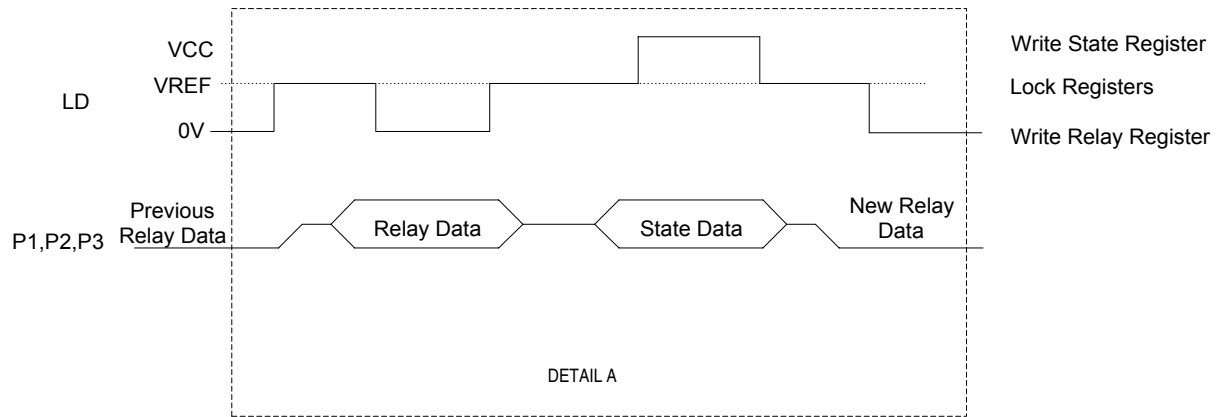 VCC
Write State Register
VREF
Lock Registers
LD
0V
Write Relay Register
Previous
Relay Data
Relay Data
State Data
New Relay
Data
P1,P2,P3
DETAIL A